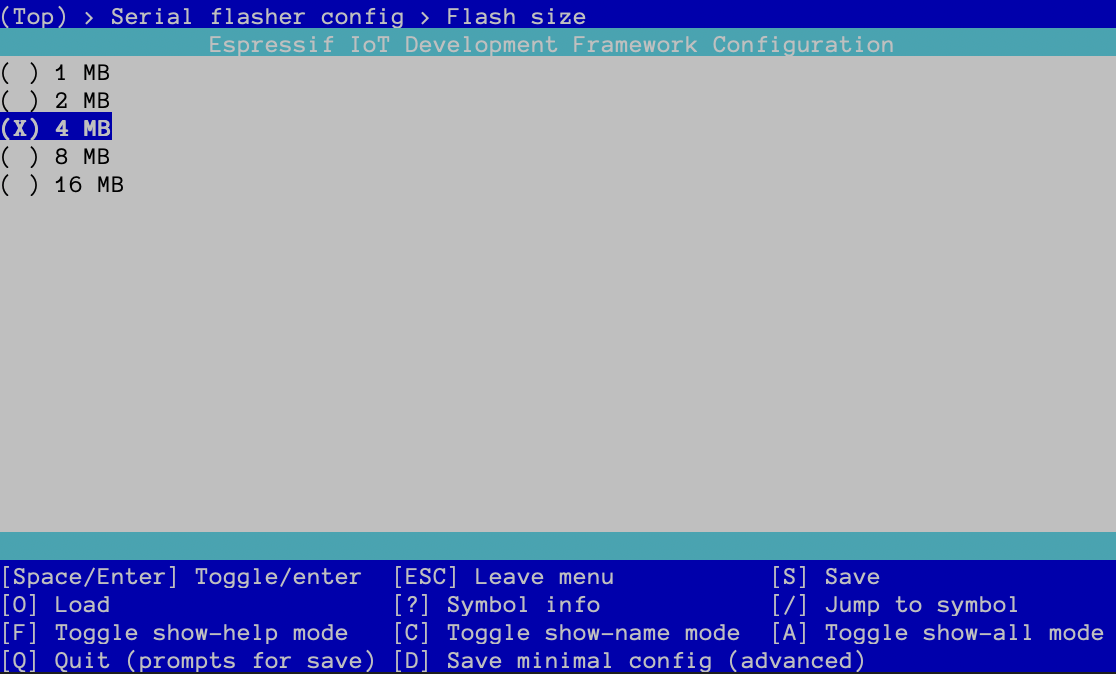 (Top) > Serial flasher config > Flash size
Espressif IoT Development Framework Configuration
( ) 1 MB
( ) 2 MB
(X) 4 MB
( ) 8 MB
( ) 16 MB
[Space/Enter] Toggle/enter [ESC] Leave menu [S] Save
[O] Load [?] Symbol info [/] Jump to symbol
[F] Toggle show-help mode [C] Toggle show-name mode [A] Toggle show-all mode
[Q] Quit (prompts for save) [D] Save minimal config (advanced)